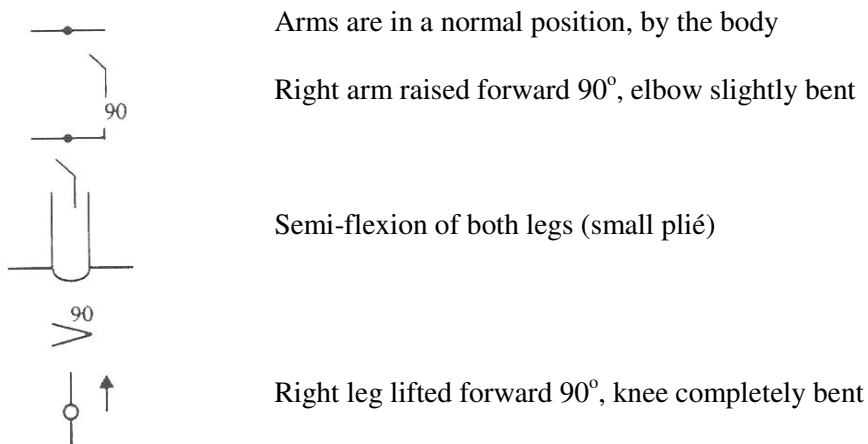 Arms are in a normal position, by the body
Right arm raised forward 90°, elbow slightly bent
90
Semi-flexion of both legs (small plié)
90
Right leg lifted forward 90°, knee completely bent